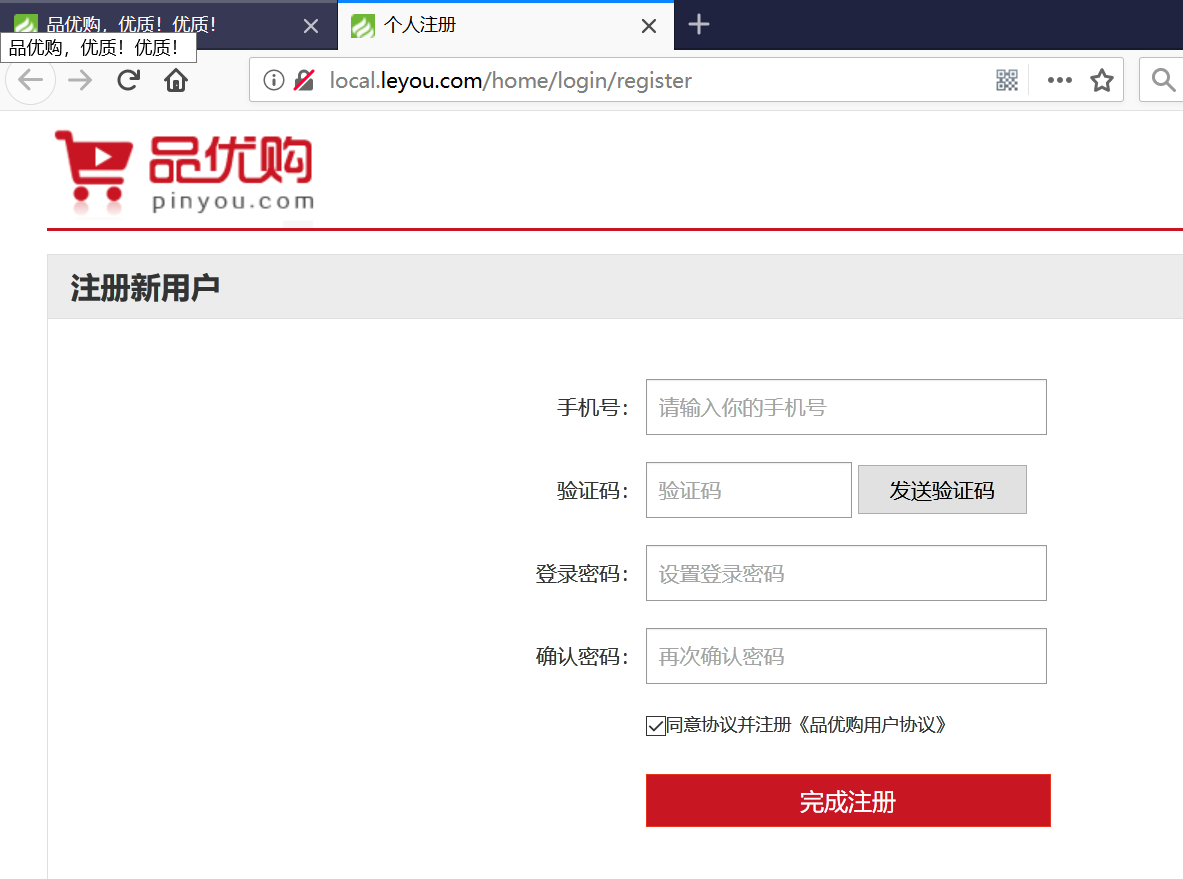 品优购，优质！优质！
个人注册
品优购，优质！优质！
local.leyou.com/home/login/register
品优购
pinyou.com
注册新用户
手机号：
请输入你的手机号
验证码：
验证码
发送验证码
登录密码：
设置登录密码
确认密码：
再次确认密码
同意协议并注册《品优购用户协议》
完成注册